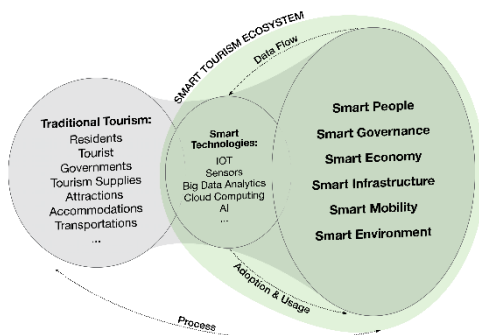 SMART TOURISM ECOSYSTEM
Data Flow
Traditional Tourism:
Residents
Tourist
Governments
Tourism Supplies
Attractions
Accommodations
Transportations
...
Smart
Technologies:
IOT
Sensors
Big Data Analytics
Cloud Computing
AI
...
Smart People
Smart Governance
Smart Economy
Smart Infrastructure
Smart Mobility
Smart Environment
Adoption & Usage
Process